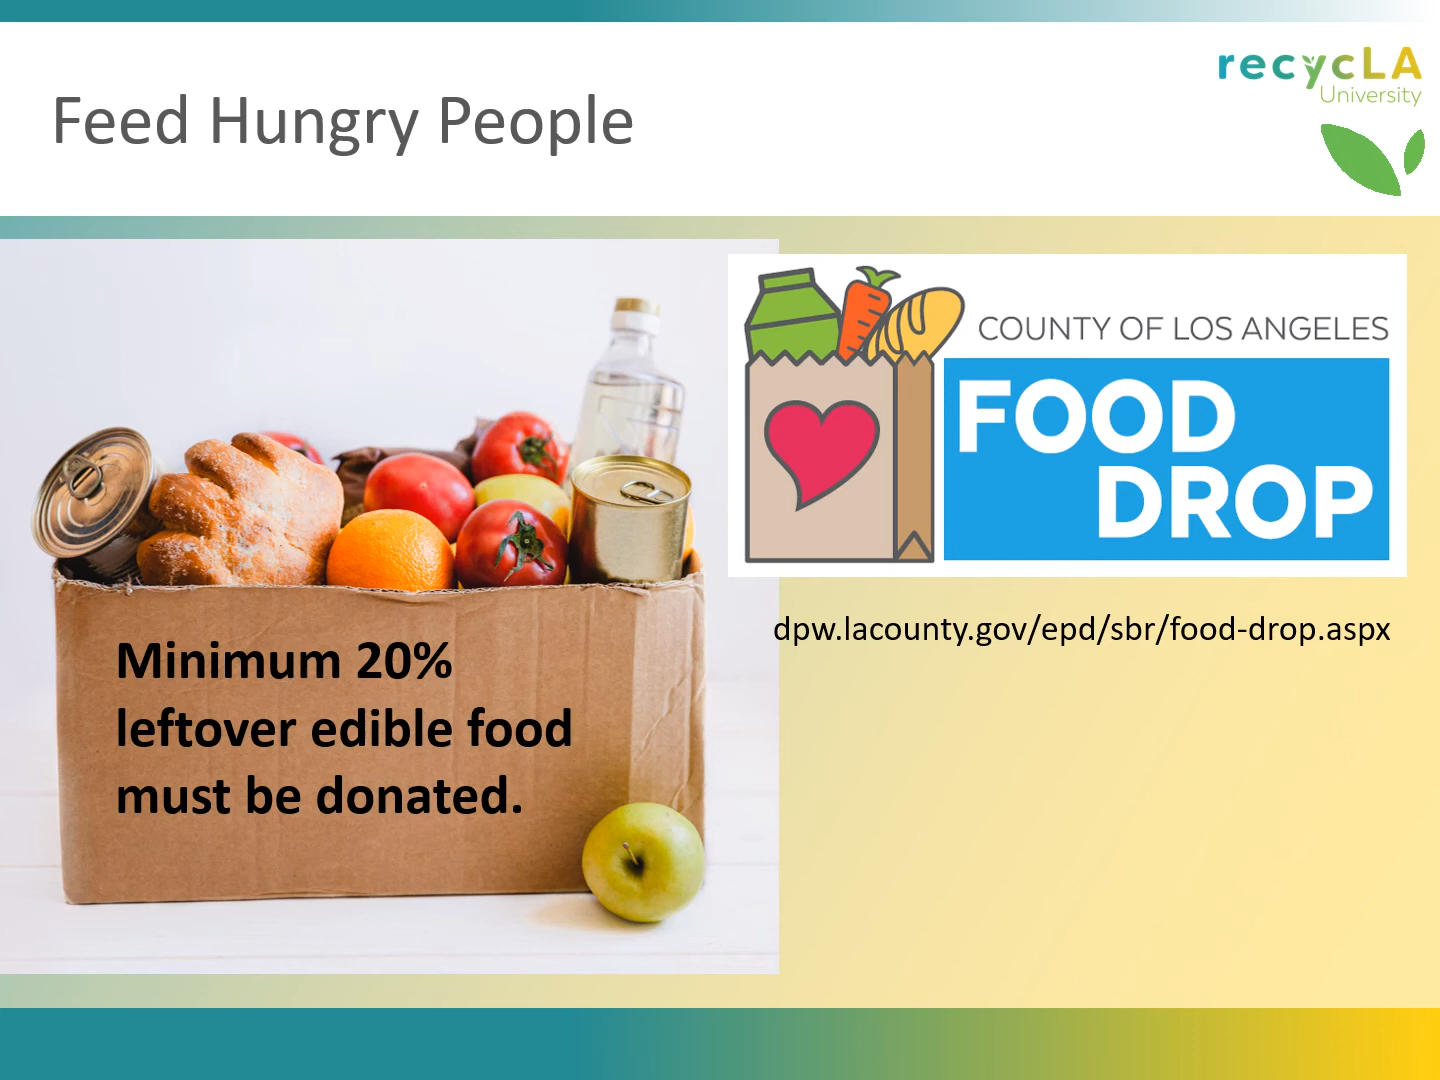 recycLA
University
Feed Hungry People
COUNTY OF LOS ANGELES
FOOD
DROP
dpw.lacounty.gov/epd/sbr/food-drop.aspx
Minimum 20%
leftover edible food
must be donated.